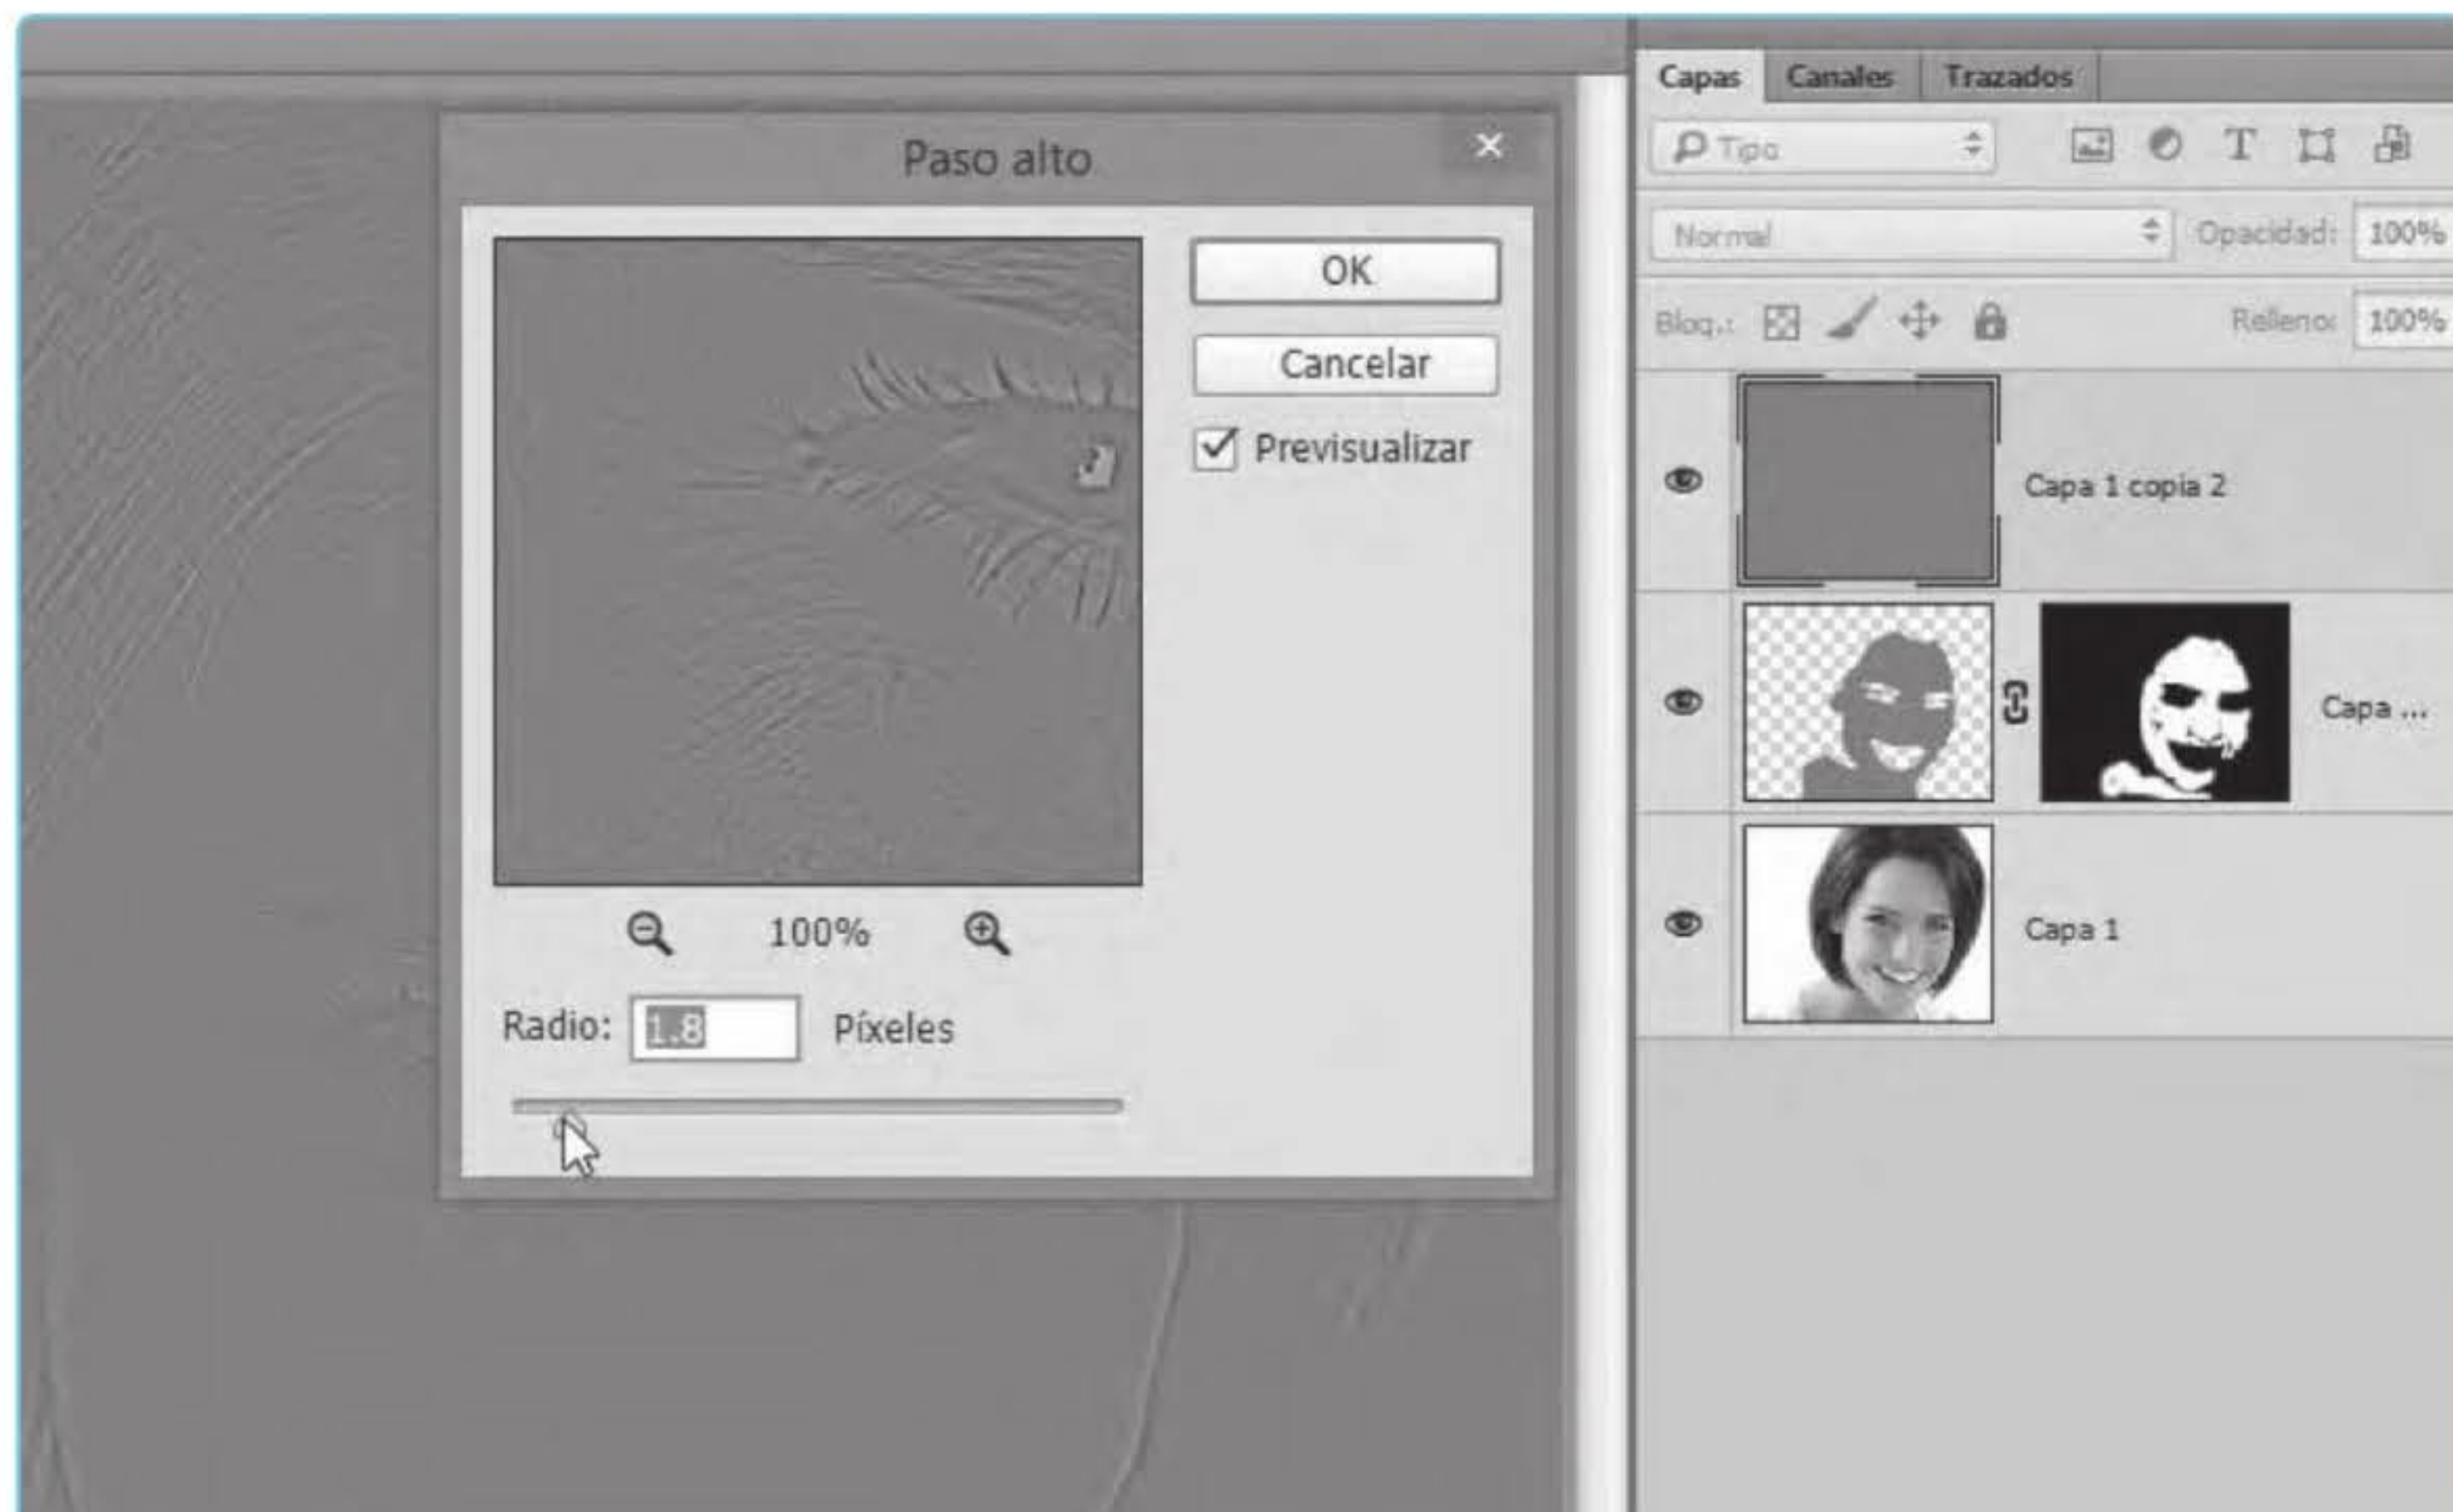 Paso alto
OK
Cancelar
Previsualizar
100%
Radio: 1.8 Píxeles
Capas Canales Trazados
Tipo
Normal Opacidad: 100%
Bloq.: Relleno: 100%
Capa 1 copia 2
Capa ...
Capa 1